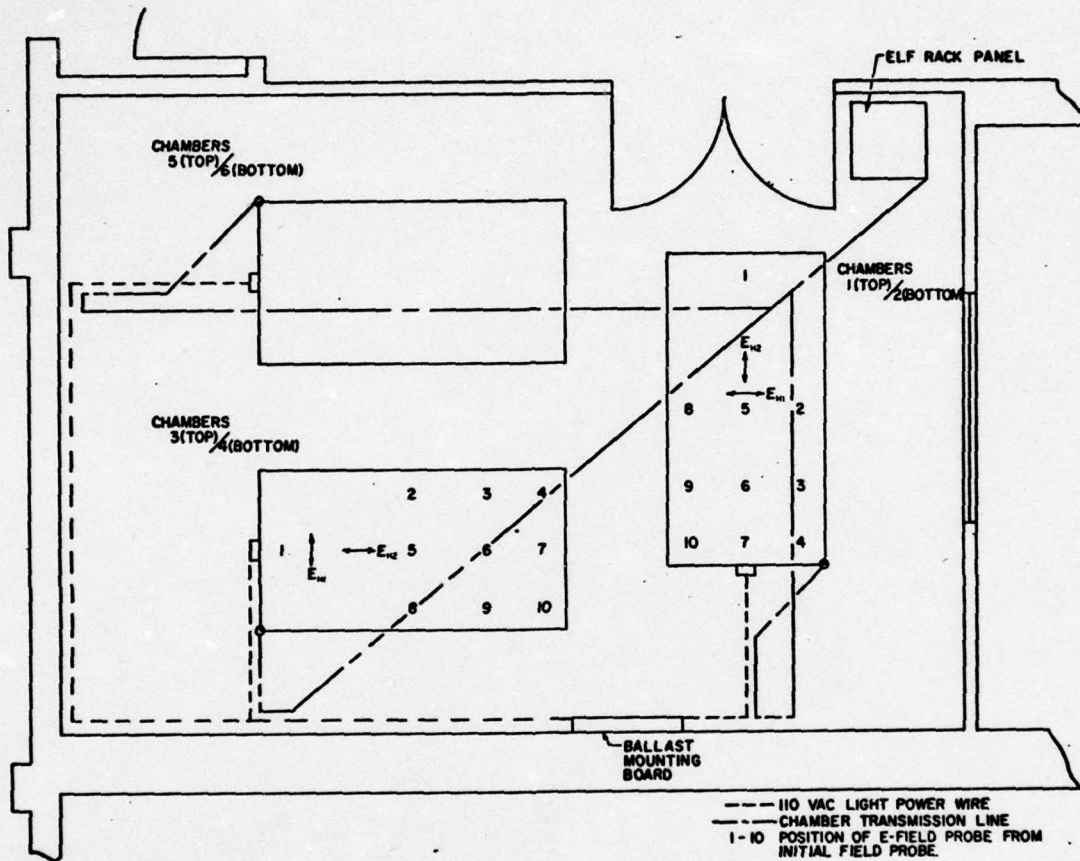 ELF RACK PANEL
CHAMBERS
5 (TOP)/6 (BOTTOM)
CHAMBERS
1 (TOP)/2 (BOTTOM)
1
EH2
EH1
8 5 2
9 6 3
10 7 4
CHAMBERS
3 (TOP)/4 (BOTTOM)
2 3 4
1 EH1 EH2 5 6 7
8 9 10
BALLAST
MOUNTING
BOARD
110 VAC LIGHT POWER WIRE
CHAMBER TRANSMISSION LINE
1-10 POSITION OF E-FIELD PROBE FROM
INITIAL FIELD PROBE.